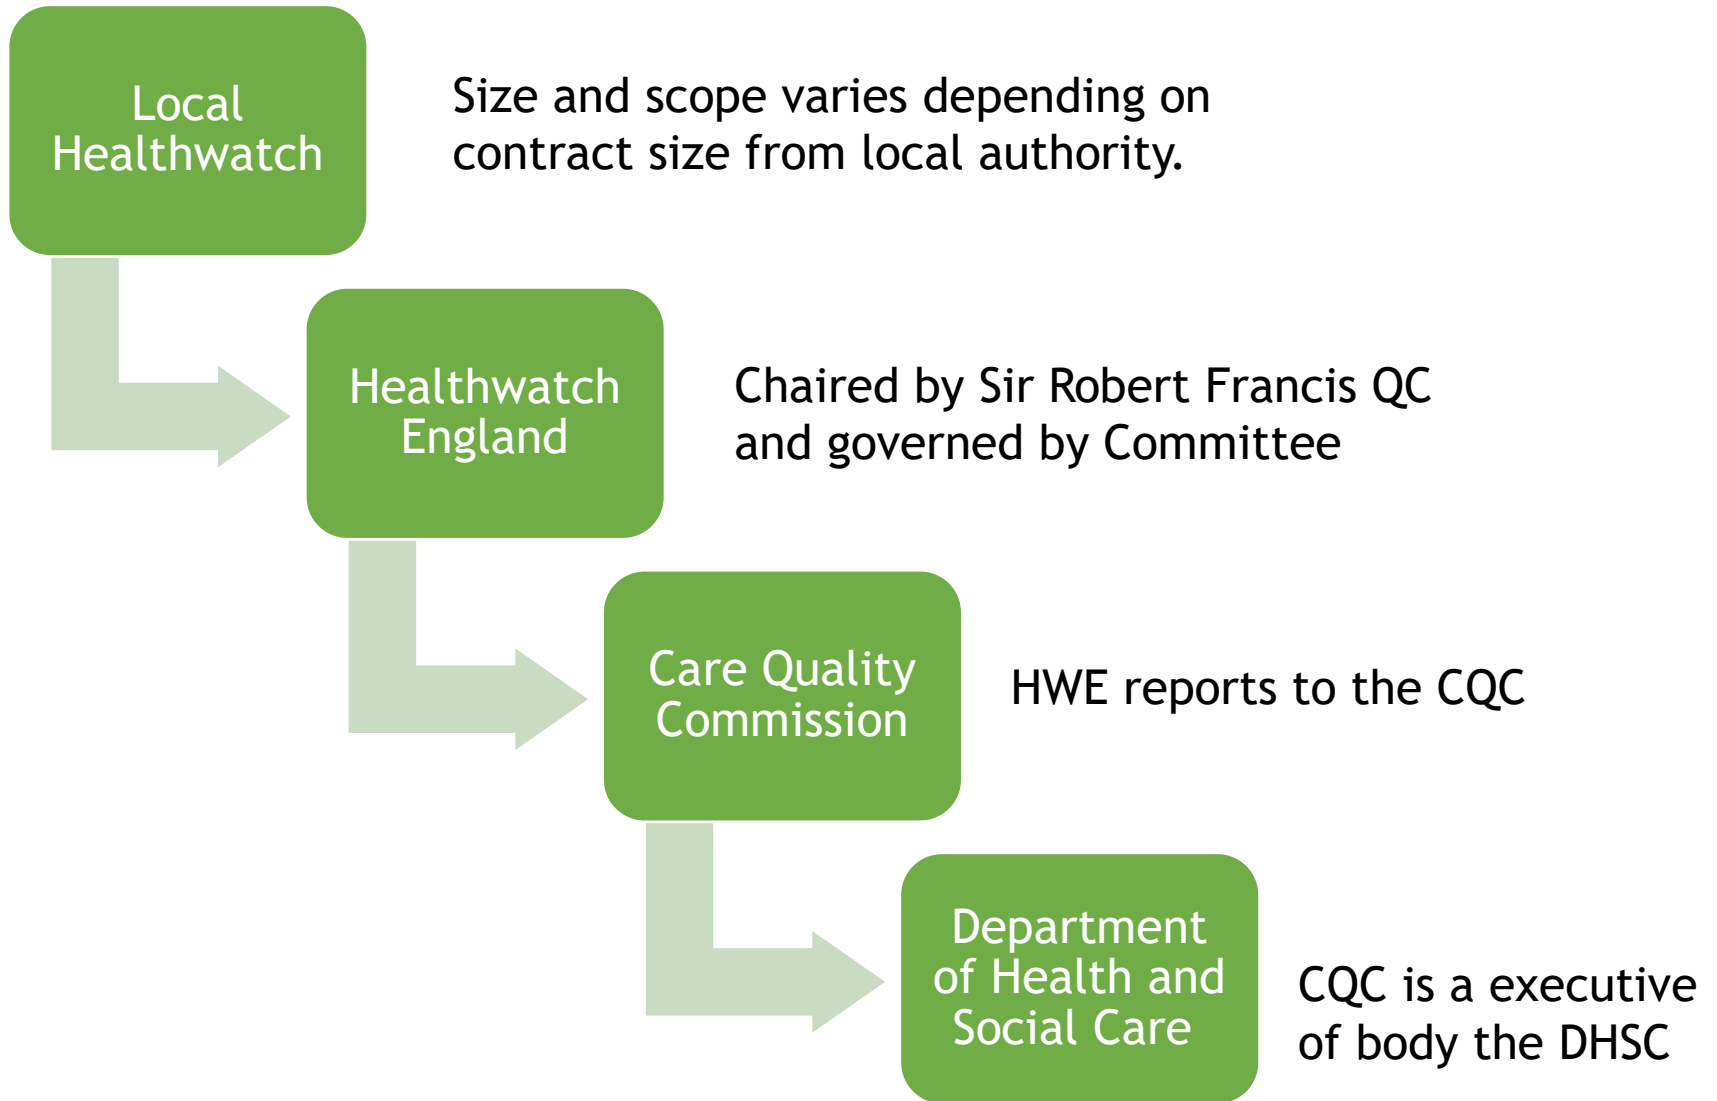 Local
Healthwatch
Size and scope varies depending on
contract size from local authority.
Healthwatch
England
Chaired by Sir Robert Francis QC
and governed by Committee
Care Quality
Commission
HWE reports to the CQC
Department
of Health and
Social Care
CQC is a executive
of body the DHSC